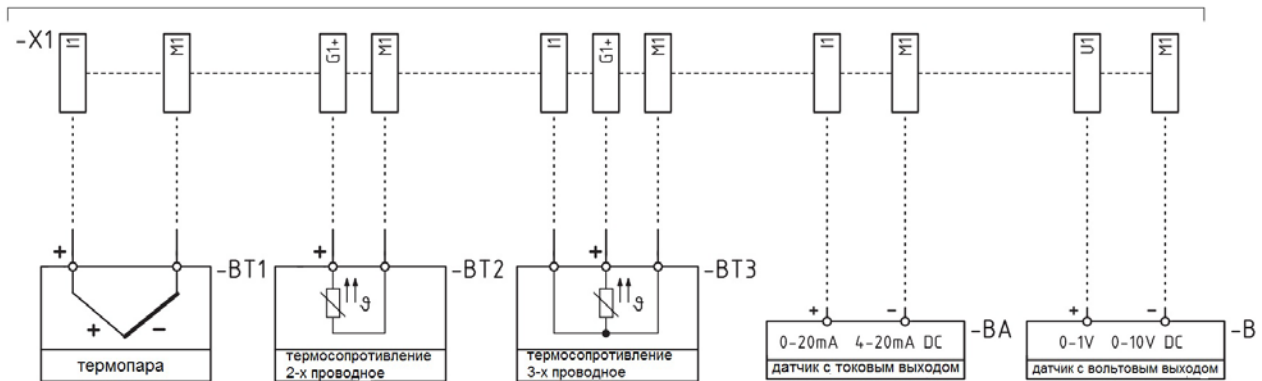 -X1 I1 M1 G1+ M1 I1 G1+ M1 I1 M1 U1 M1
+ -BT1 + -BT2 + -BT3
ϑ ϑ
+ -
+ - -BA + - -B
0-20mA 4-20mA DC 0-1V 0-10V DC
термопара
термосопротивление
2-х проводное
термосопротивление
3-х проводное
датчик с токовым выходом
датчик с вольтовым выходом